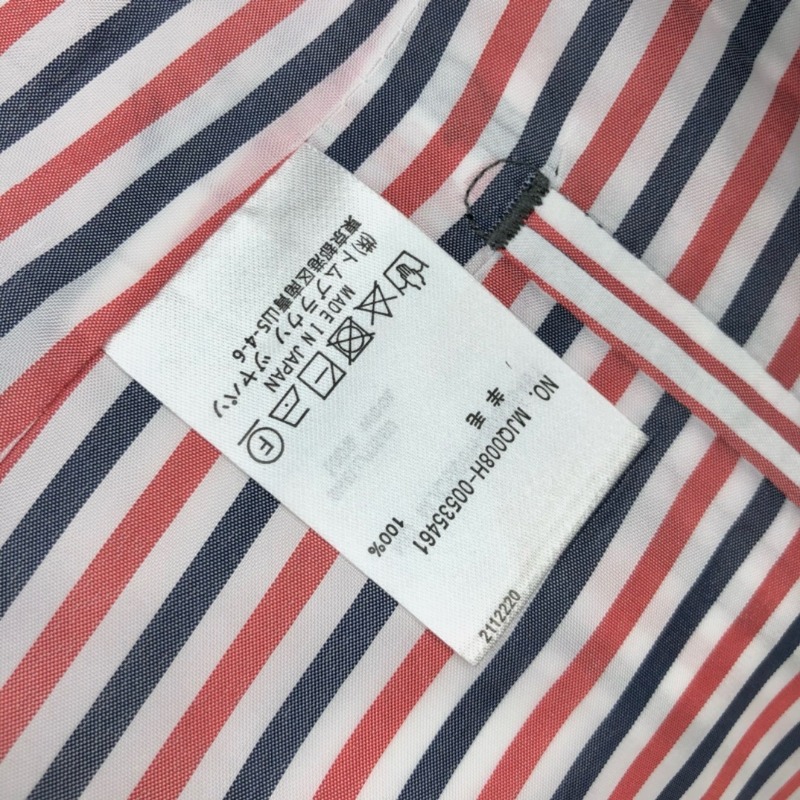 NO. MJQ008H-00535461
羊毛 100%
MADE IN JAPAN
(株)トムブラウン ジャパン
東京都港区南青山5-4-6
F
2112220